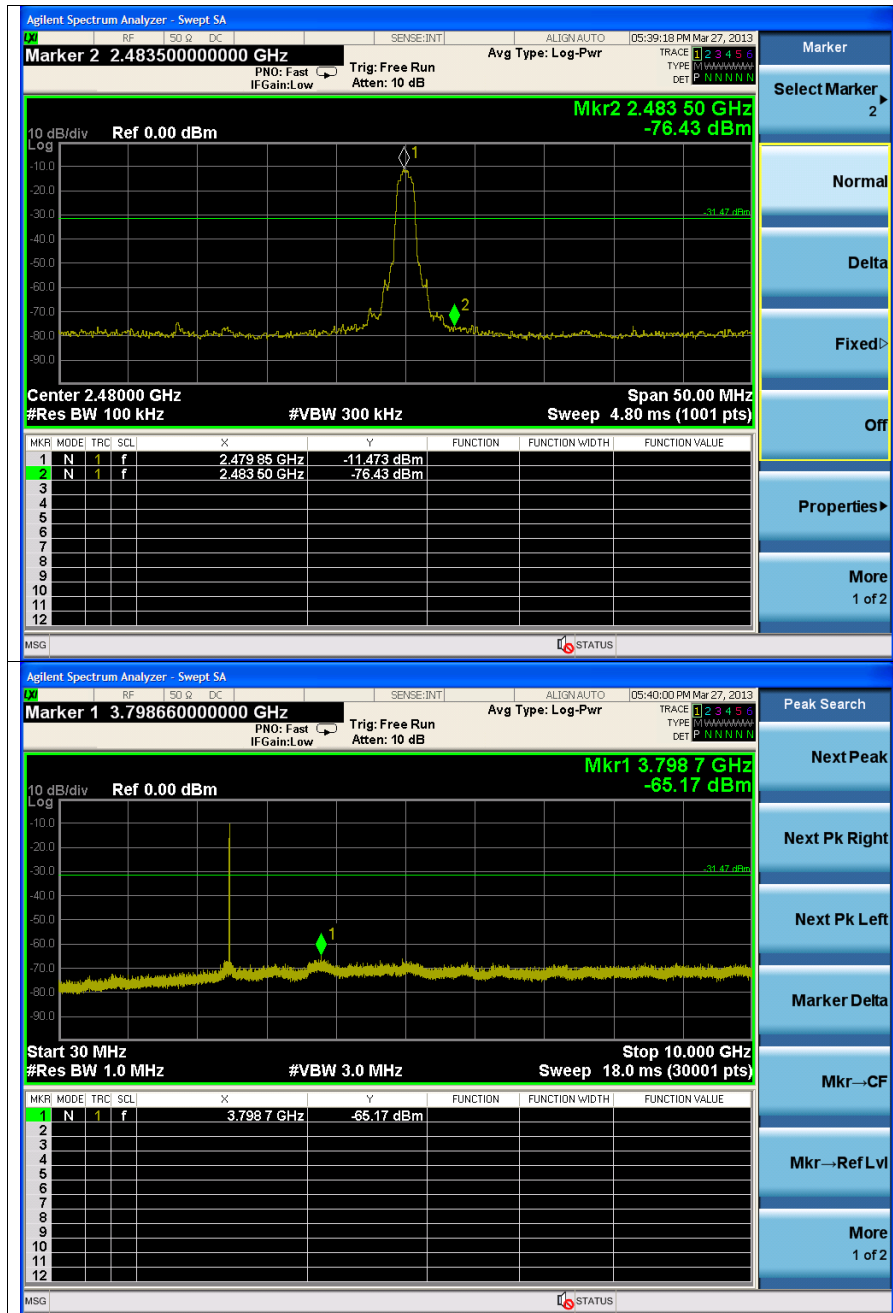 Agilent Spectrum Analyzer - Swept SA
LXI RF 50 Ω DC SENSE:INT ALIGN AUTO 05:39:18 PM Mar 27, 2013
Marker 2 2.483500000000 GHz
PNO: Fast
IFGain:Low
Trig: Free Run
Atten: 10 dB
Avg Type: Log-Pwr
TRACE 1 2 3 4 5 6
TYPE M W W W W W
DET P N N N N N
Mkr2 2.483 50 GHz
-76.43 dBm
10 dB/div Ref 0.00 dBm
Log
-10.0
-20.0
-30.0
-40.0
-50.0
-60.0
-70.0
-80.0
-90.0
1
-31.47 dBm
2
Center 2.48000 GHz Span 50.00 MHz
#Res BW 100 kHz #VBW 300 kHz Sweep 4.80 ms (1001 pts)
MKR MODE TRC SCL X Y FUNCTION FUNCTION WIDTH FUNCTION VALUE
1 N 1 f 2.479 85 GHz -11.473 dBm
2 N 1 f 2.483 50 GHz -76.43 dBm
3
4
5
6
7
8
9
10
11
12
MSG STATUS
Marker
Select Marker
2
Normal
Delta
Fixed
Off
Properties
More
1 of 2
Agilent Spectrum Analyzer - Swept SA
LXI RF 50 Ω DC SENSE:INT ALIGN AUTO 05:40:00 PM Mar 27, 2013
Marker 1 3.798660000000 GHz
PNO: Fast
IFGain:Low
Trig: Free Run
Atten: 10 dB
Avg Type: Log-Pwr
TRACE 1 2 3 4 5 6
TYPE M W W W W W
DET P N N N N N
Mkr1 3.798 7 GHz
-65.17 dBm
10 dB/div Ref 0.00 dBm
Log
-10.0
-20.0
-30.0
-40.0
-50.0
-60.0
-70.0
-80.0
-90.0
-31.47 dBm
1
Start 30 MHz Stop 10.000 GHz
#Res BW 1.0 MHz #VBW 3.0 MHz Sweep 18.0 ms (30001 pts)
MKR MODE TRC SCL X Y FUNCTION FUNCTION WIDTH FUNCTION VALUE
1 N 1 f 3.798 7 GHz -65.17 dBm
2
3
4
5
6
7
8
9
10
11
12
MSG STATUS
Peak Search
Next Peak
Next Pk Right
Next Pk Left
Marker Delta
Mkr→CF
Mkr→Ref Lvl
More
1 of 2